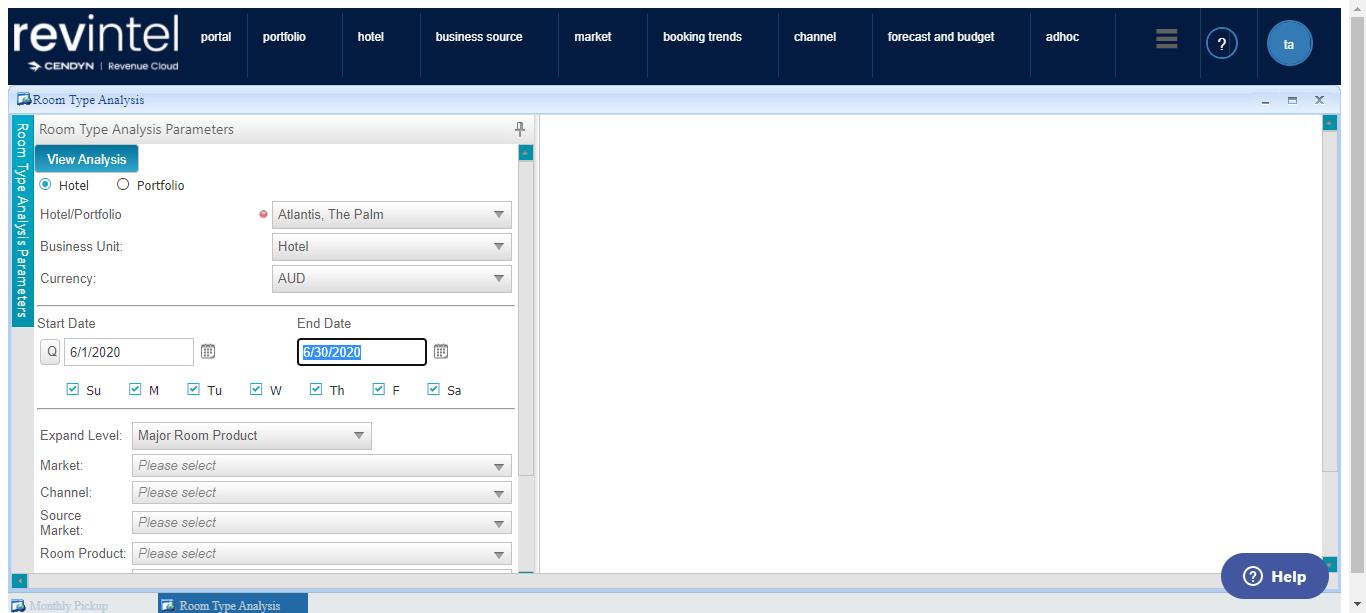 revintel
CENDYN | Revenue Cloud
portal
portfolio
hotel
business source
market
booking trends
channel
forecast and budget
adhoc
?
ta
Room Type Analysis
Room Type Analysis Parameters
Room Type Analysis Parameters
View Analysis
Hotel
Portfolio
Hotel/Portfolio
Atlantis, The Palm
Business Unit:
Hotel
Currency:
AUD
Start Date
End Date
Q
6/1/2020
6/30/2020
Su
M
Tu
W
Th
F
Sa
Expand Level:
Major Room Product
Market:
Please select
Channel:
Please select
Source
Market:
Please select
Room Product:
Please select
? Help
Monthly Pickup
Room Type Analysis